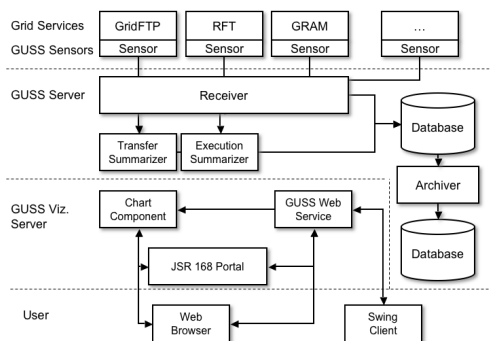 Grid Services
GridFTP
RFT
GRAM
...
GUSS Sensors
Sensor
Sensor
Sensor
Sensor
GUSS Server
Receiver
Database
Transfer
Summarizer
Execution
Summarizer
Archiver
GUSS Viz.
Server
Chart
Component
GUSS Web
Service
Database
JSR 168 Portal
User
Web
Browser
Swing
Client